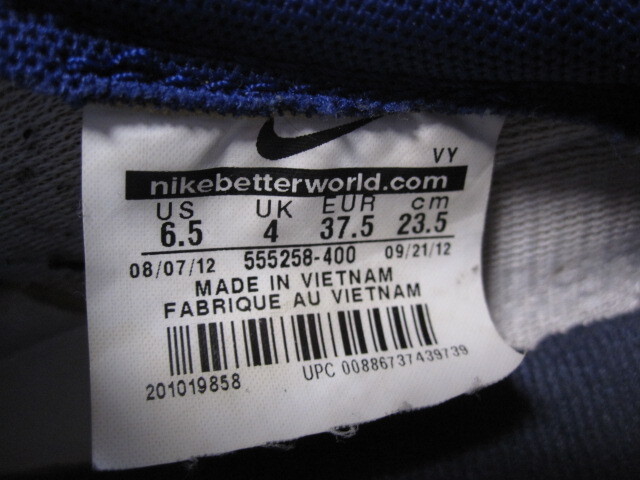 VY
nikebetterworld.com
US UK EUR cm
6.5 4 37.5 23.5
08/07/12 555258-400 09/21/12
MADE IN VIETNAM
FABRIQUE AU VIETNAM
201019858 UPC 00886737439739